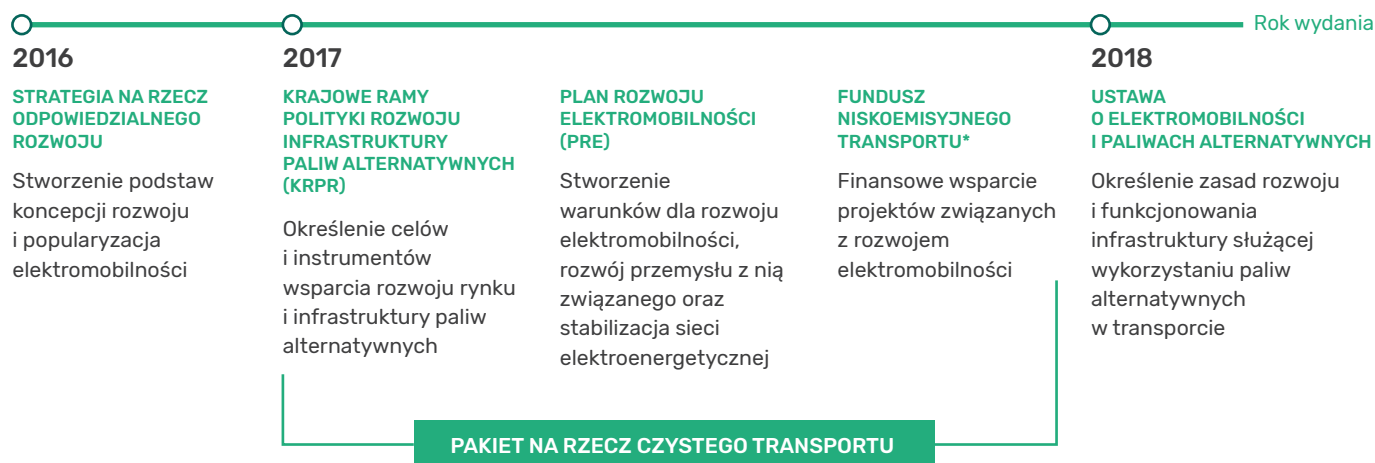 Rok wydania
2016
STRATEGIA NA RZECZ
ODPOWIEDZIALNEGO
ROZWOJU
Stworzenie podstaw
koncepcji rozwoju
i popularyzacja
elektromobilności
2017
KRAJOWE RAMY
POLITYKI ROZWOJU
INFRASTRUKTURY
PALIW ALTERNATYWNYCH
(KRPR)
Określenie celów
i instrumentów
wsparcia rozwoju rynku
i infrastruktury paliw
alternatywnych
PLAN ROZWOJU
ELEKTROMOBILNOŚCI
(PRE)
Stworzenie
warunków dla rozwoju
elektromobilności,
rozwój przemysłu z nią
związanego oraz
stabilizacja sieci
elektroenergetycznej
FUNDUSZ
NISKOEMISYJNEGO
TRANSPORTU*
Finansowe wsparcie
projektów związanych
z rozwojem
elektromobilności
2018
USTAWA
O ELEKTROMOBILNOŚCI
I PALIWACH ALTERNATYWNYCH
Określenie zasad rozwoju
i funkcjonowania
infrastruktury służącej
wykorzystaniu paliw
alternatywnych
w transporcie
PAKIET NA RZECZ CZYSTEGO TRANSPORTU